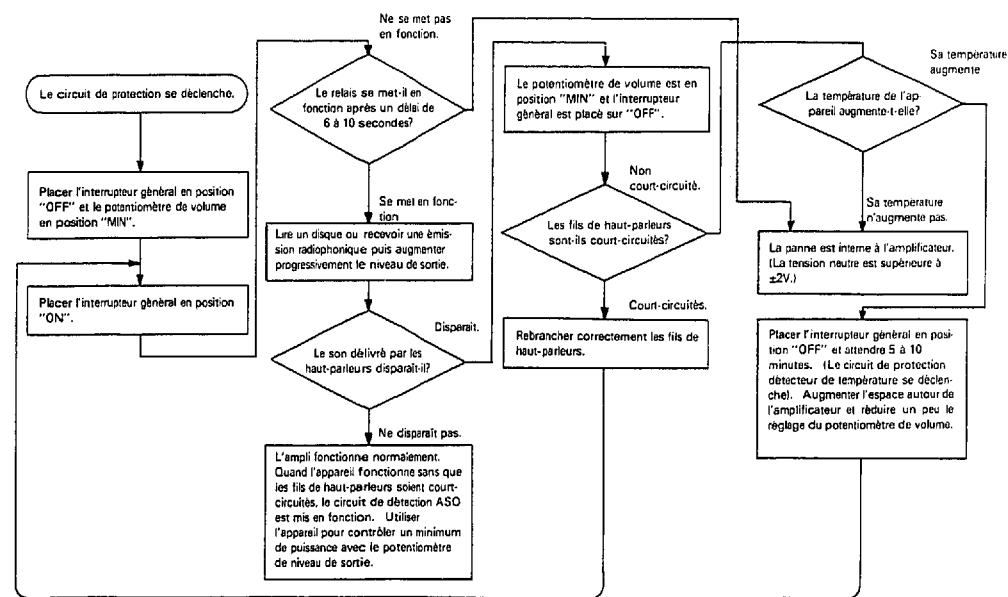 Le circuit de protection se déclenche.
Placer l'interrupteur général en position
"OFF" et le potentiomètre de volume
en position "MIN".
Placer l'interrupteur général en position
"ON".
Ne se met pas
en fonction.
Le relais se met-il en
fonction après un délai de
6 à 10 secondes?
Se met en fonc-
tion
Lire un disque ou recevoir une émis-
sion radiophonique puis augmenter
progressivement le niveau de sortie.
Le son délivré par les
haut-parleurs disparaît-il?
Disparait.
Ne disparaît pas.
L'ampli fonctionne normalement.
Quand l'appareil fonctionne sans que
les fils de haut-parleurs soient court-
circuités, le circuit de détection ASO
est mis en fonction. Utiliser
l'appareil pour contrôler un minimum
de puissance avec le potentiomètre
de niveau de sortie.
Le potentiomètre de volume est en
position "MIN" et l'interrupteur
général est placé sur "OFF".
Non
court-circuité.
Les fils de haut-parleurs
sont-ils court-circuités?
Court-circuités.
Rebrancher correctement les fils de
haut-parleurs.
Sa température
augmente
La température de l'ap-
pareil augmente-t-elle?
Sa température
n'augmente pas.
La panne est interne à l'amplificateur.
(La tension neutre est supérieure à
±2V.)
Placer l'interrupteur général en posi-
tion "OFF" et attendre 5 à 10
minutes. (Le circuit de protection
détecteur de température se déclen-
che). Augmenter l'espace autour de
l'amplificateur et réduire un peu le
réglage du potentiomètre de volume.